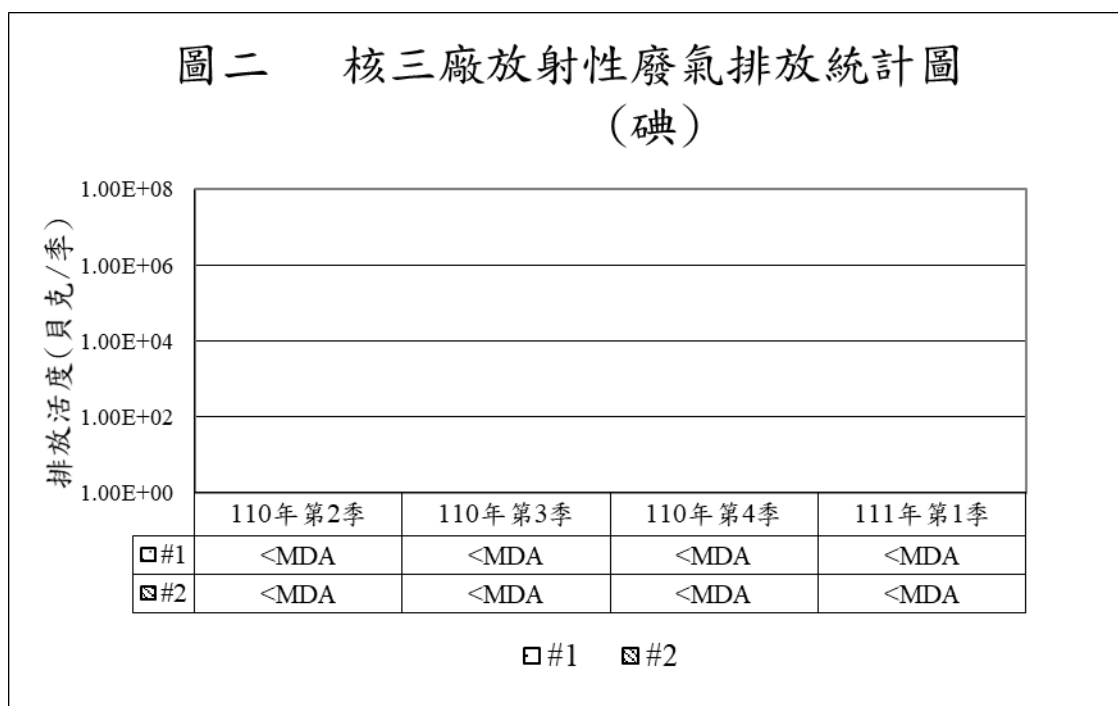 圖二 核三廠放射性廢氣排放統計圖
(碘)
排放活度(貝克/季)
1.00E+08
1.00E+06
1.00E+04
1.00E+02
1.00E+00
110年第2季 110年第3季 110年第4季 111年第1季
#1 <MDA <MDA <MDA <MDA
#2 <MDA <MDA <MDA <MDA
#1 #2